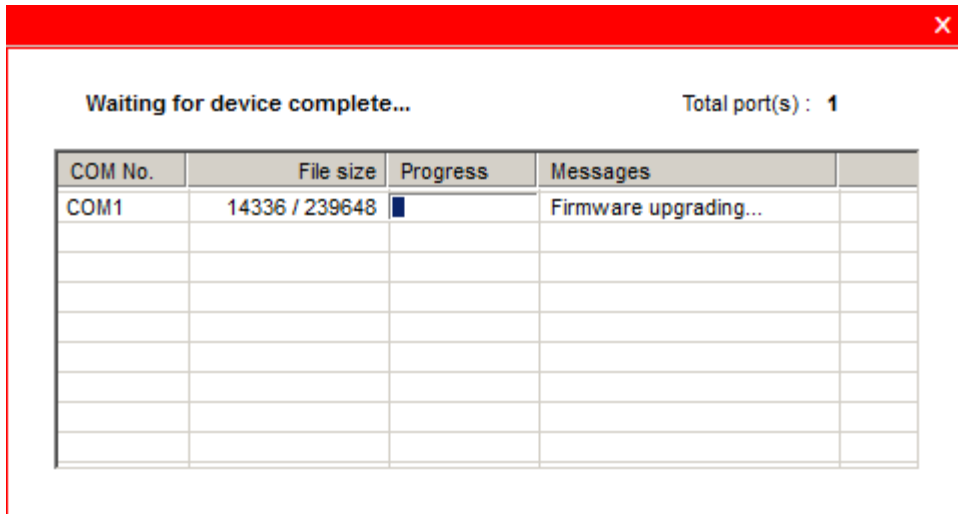 X
Waiting for device complete... Total port(s) : 1
COM No. File size Progress Messages
COM1 14336 / 239648 Firmware upgrading...